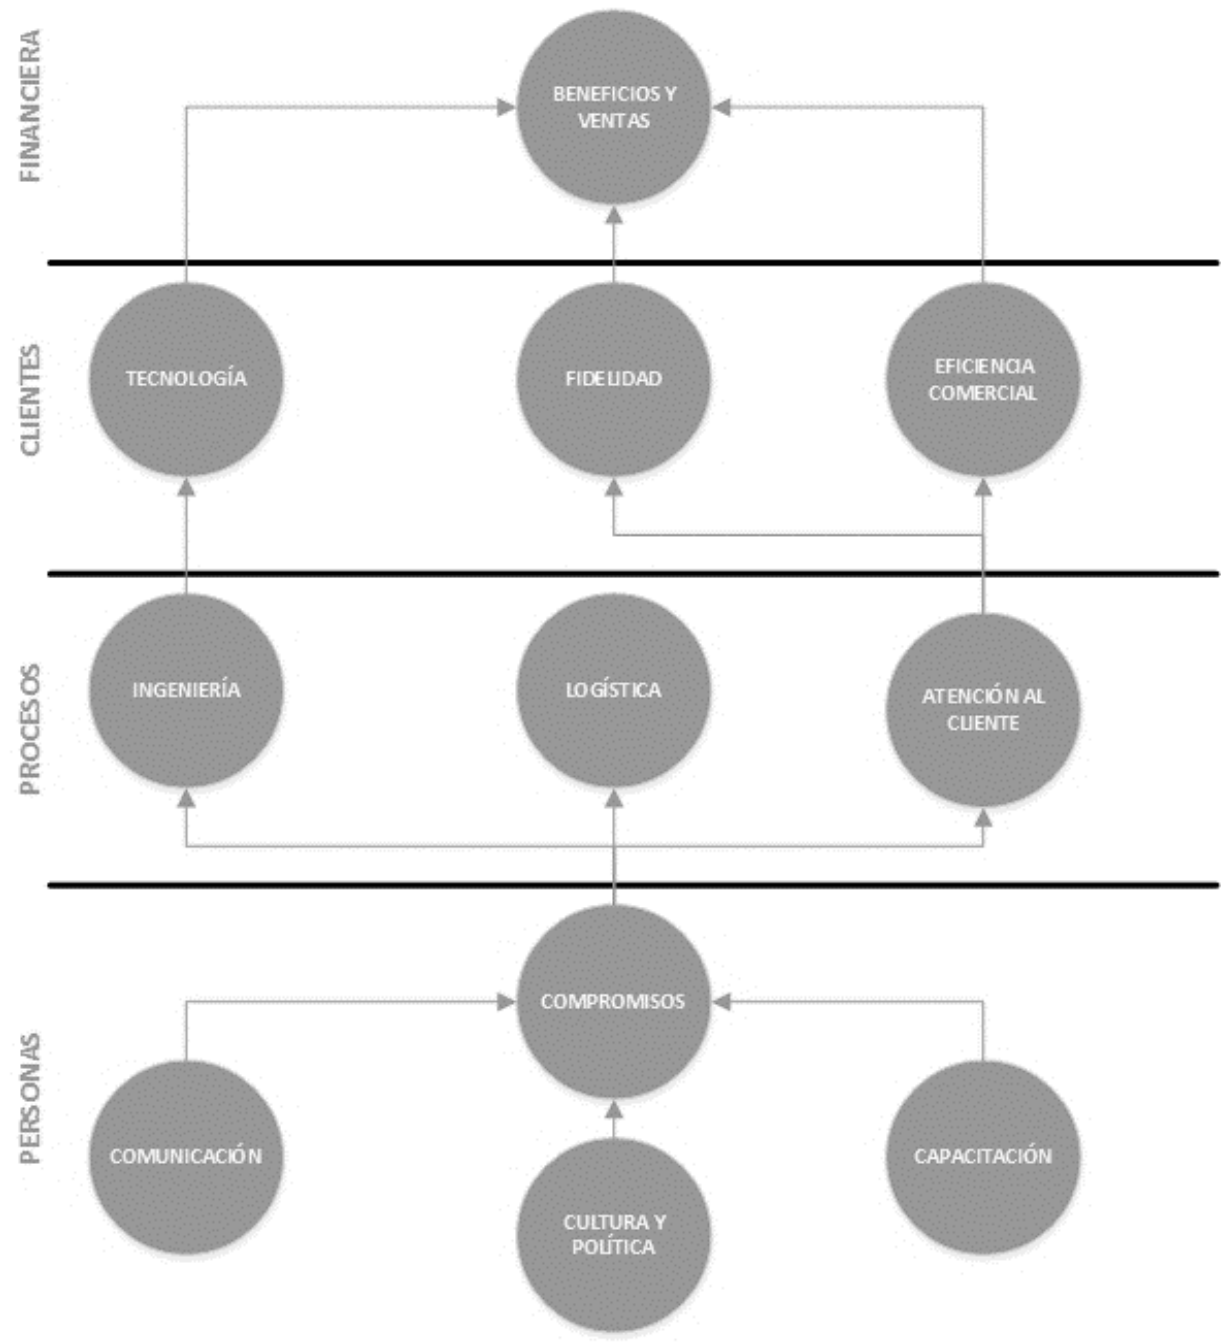 FINANCIERA
BENEFICIOS Y
VENTAS
CLIENTES
TECNOLOGÍA
FIDELIDAD
EFICIENCIA
COMERCIAL
PROCESOS
INGENIERÍA
LOGÍSTICA
ATENCIÓN AL
CLIENTE
PERSONAS
COMPROMISOS
COMUNICACIÓN
CULTURA Y
POLÍTICA
CAPACITACIÓN